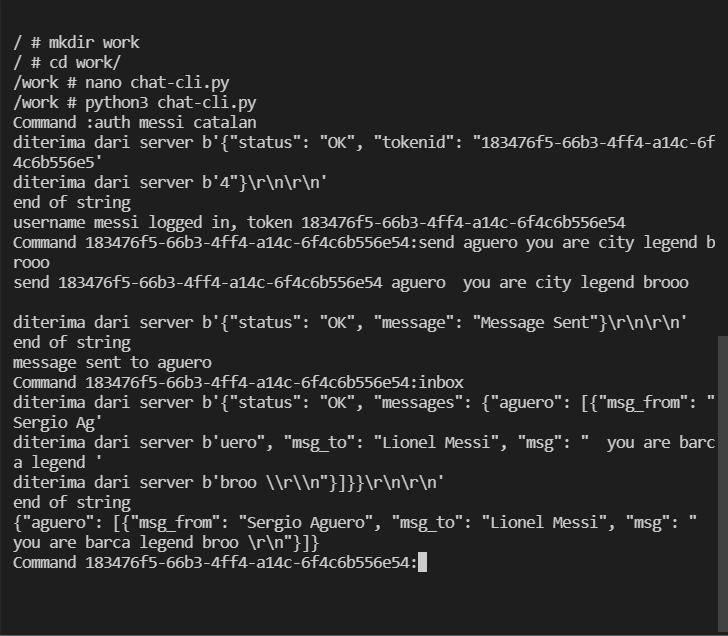 / # mkdir work
/ # cd work/
/work # nano chat-cli.py
/work # python3 chat-cli.py
Command :auth messi catalan
diterima dari server b'{"status": "OK", "tokenid": "183476f5-66b3-4ff4-a14c-6f
4c6b556e5'
diterima dari server b'4"}\r\n\r\n'
end of string
username messi logged in, token 183476f5-66b3-4ff4-a14c-6f4c6b556e54
Command 183476f5-66b3-4ff4-a14c-6f4c6b556e54:send aguero you are city legend b
rooo
send 183476f5-66b3-4ff4-a14c-6f4c6b556e54 aguero  you are city legend brooo

diterima dari server b'{"status": "OK", "message": "Message Sent"}\r\n\r\n'
end of string
message sent to aguero
Command 183476f5-66b3-4ff4-a14c-6f4c6b556e54:inbox
diterima dari server b'{"status": "OK", "messages": {"aguero": [{"msg_from": "
Sergio Ag'
diterima dari server b'uero", "msg_to": "Lionel Messi", "msg": "  you are barc
a legend '
diterima dari server b'broo \\r\\n"}]}}\r\n\r\n'
end of string
{"aguero": [{"msg_from": "Sergio Aguero", "msg_to": "Lionel Messi", "msg": "
you are barca legend broo \r\n"}]}
Command 183476f5-66b3-4ff4-a14c-6f4c6b556e54: